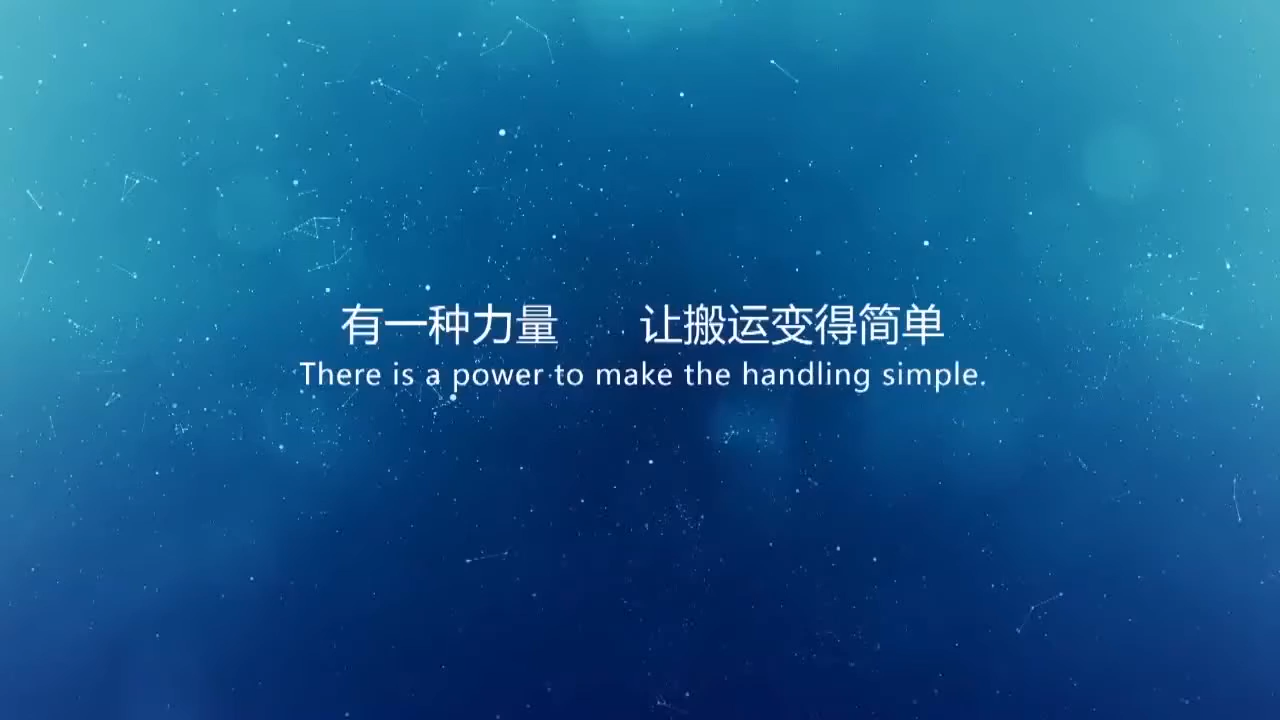 有一种力量 让搬运变得简单
There is a power to make the handling simple.